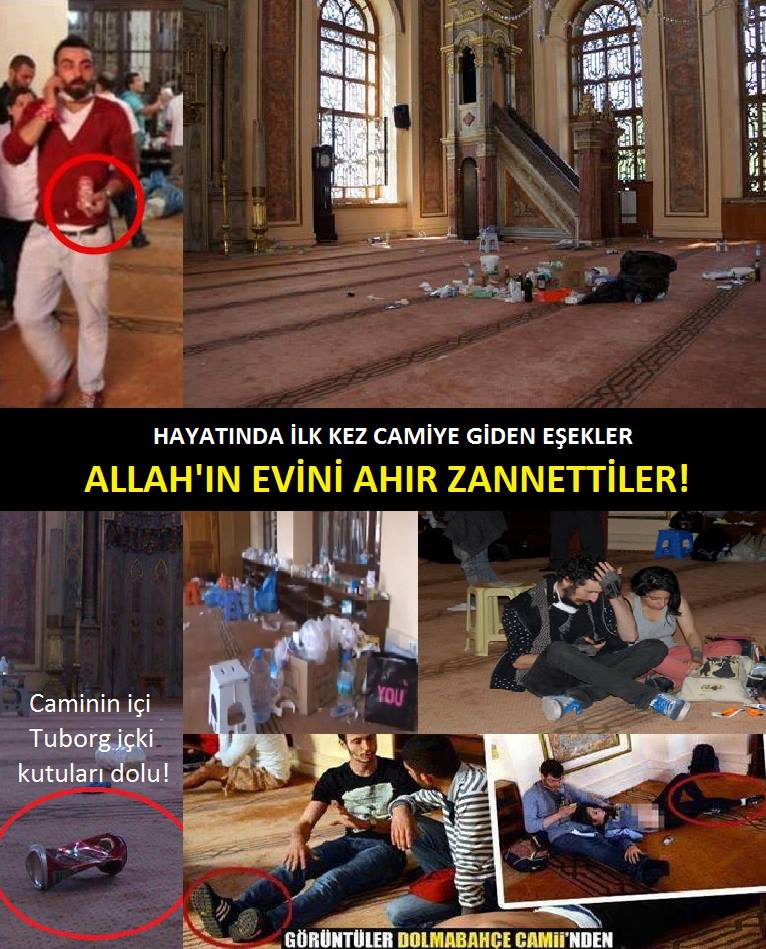 HAYATINDA İLK KEZ CAMİYE GİDEN EŞEKLER
ALLAH'IN EVİNİ AHIR ZANNETTİLER!
Caminin içi
Tuborg içki
kutuları dolu!
YOU
GÖRÜNTÜLER DOLMABAHÇE CAMii'NDEN